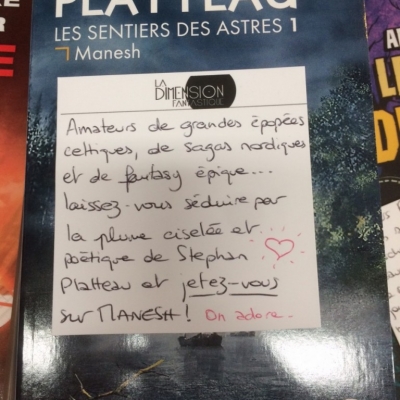 PLATTEAU
LES SENTIERS DES ASTRES 1
Manesh
LA
DIMENSION
FANTASTIQUE
Amateurs de grandes épopées
celtiques, de sagas nordiques
et de fantasy épique...
laissez-vous séduire par
la plume ciselée et
poétique de Stephan
Platteau et jetez-vous
sur MANESH! On adore.